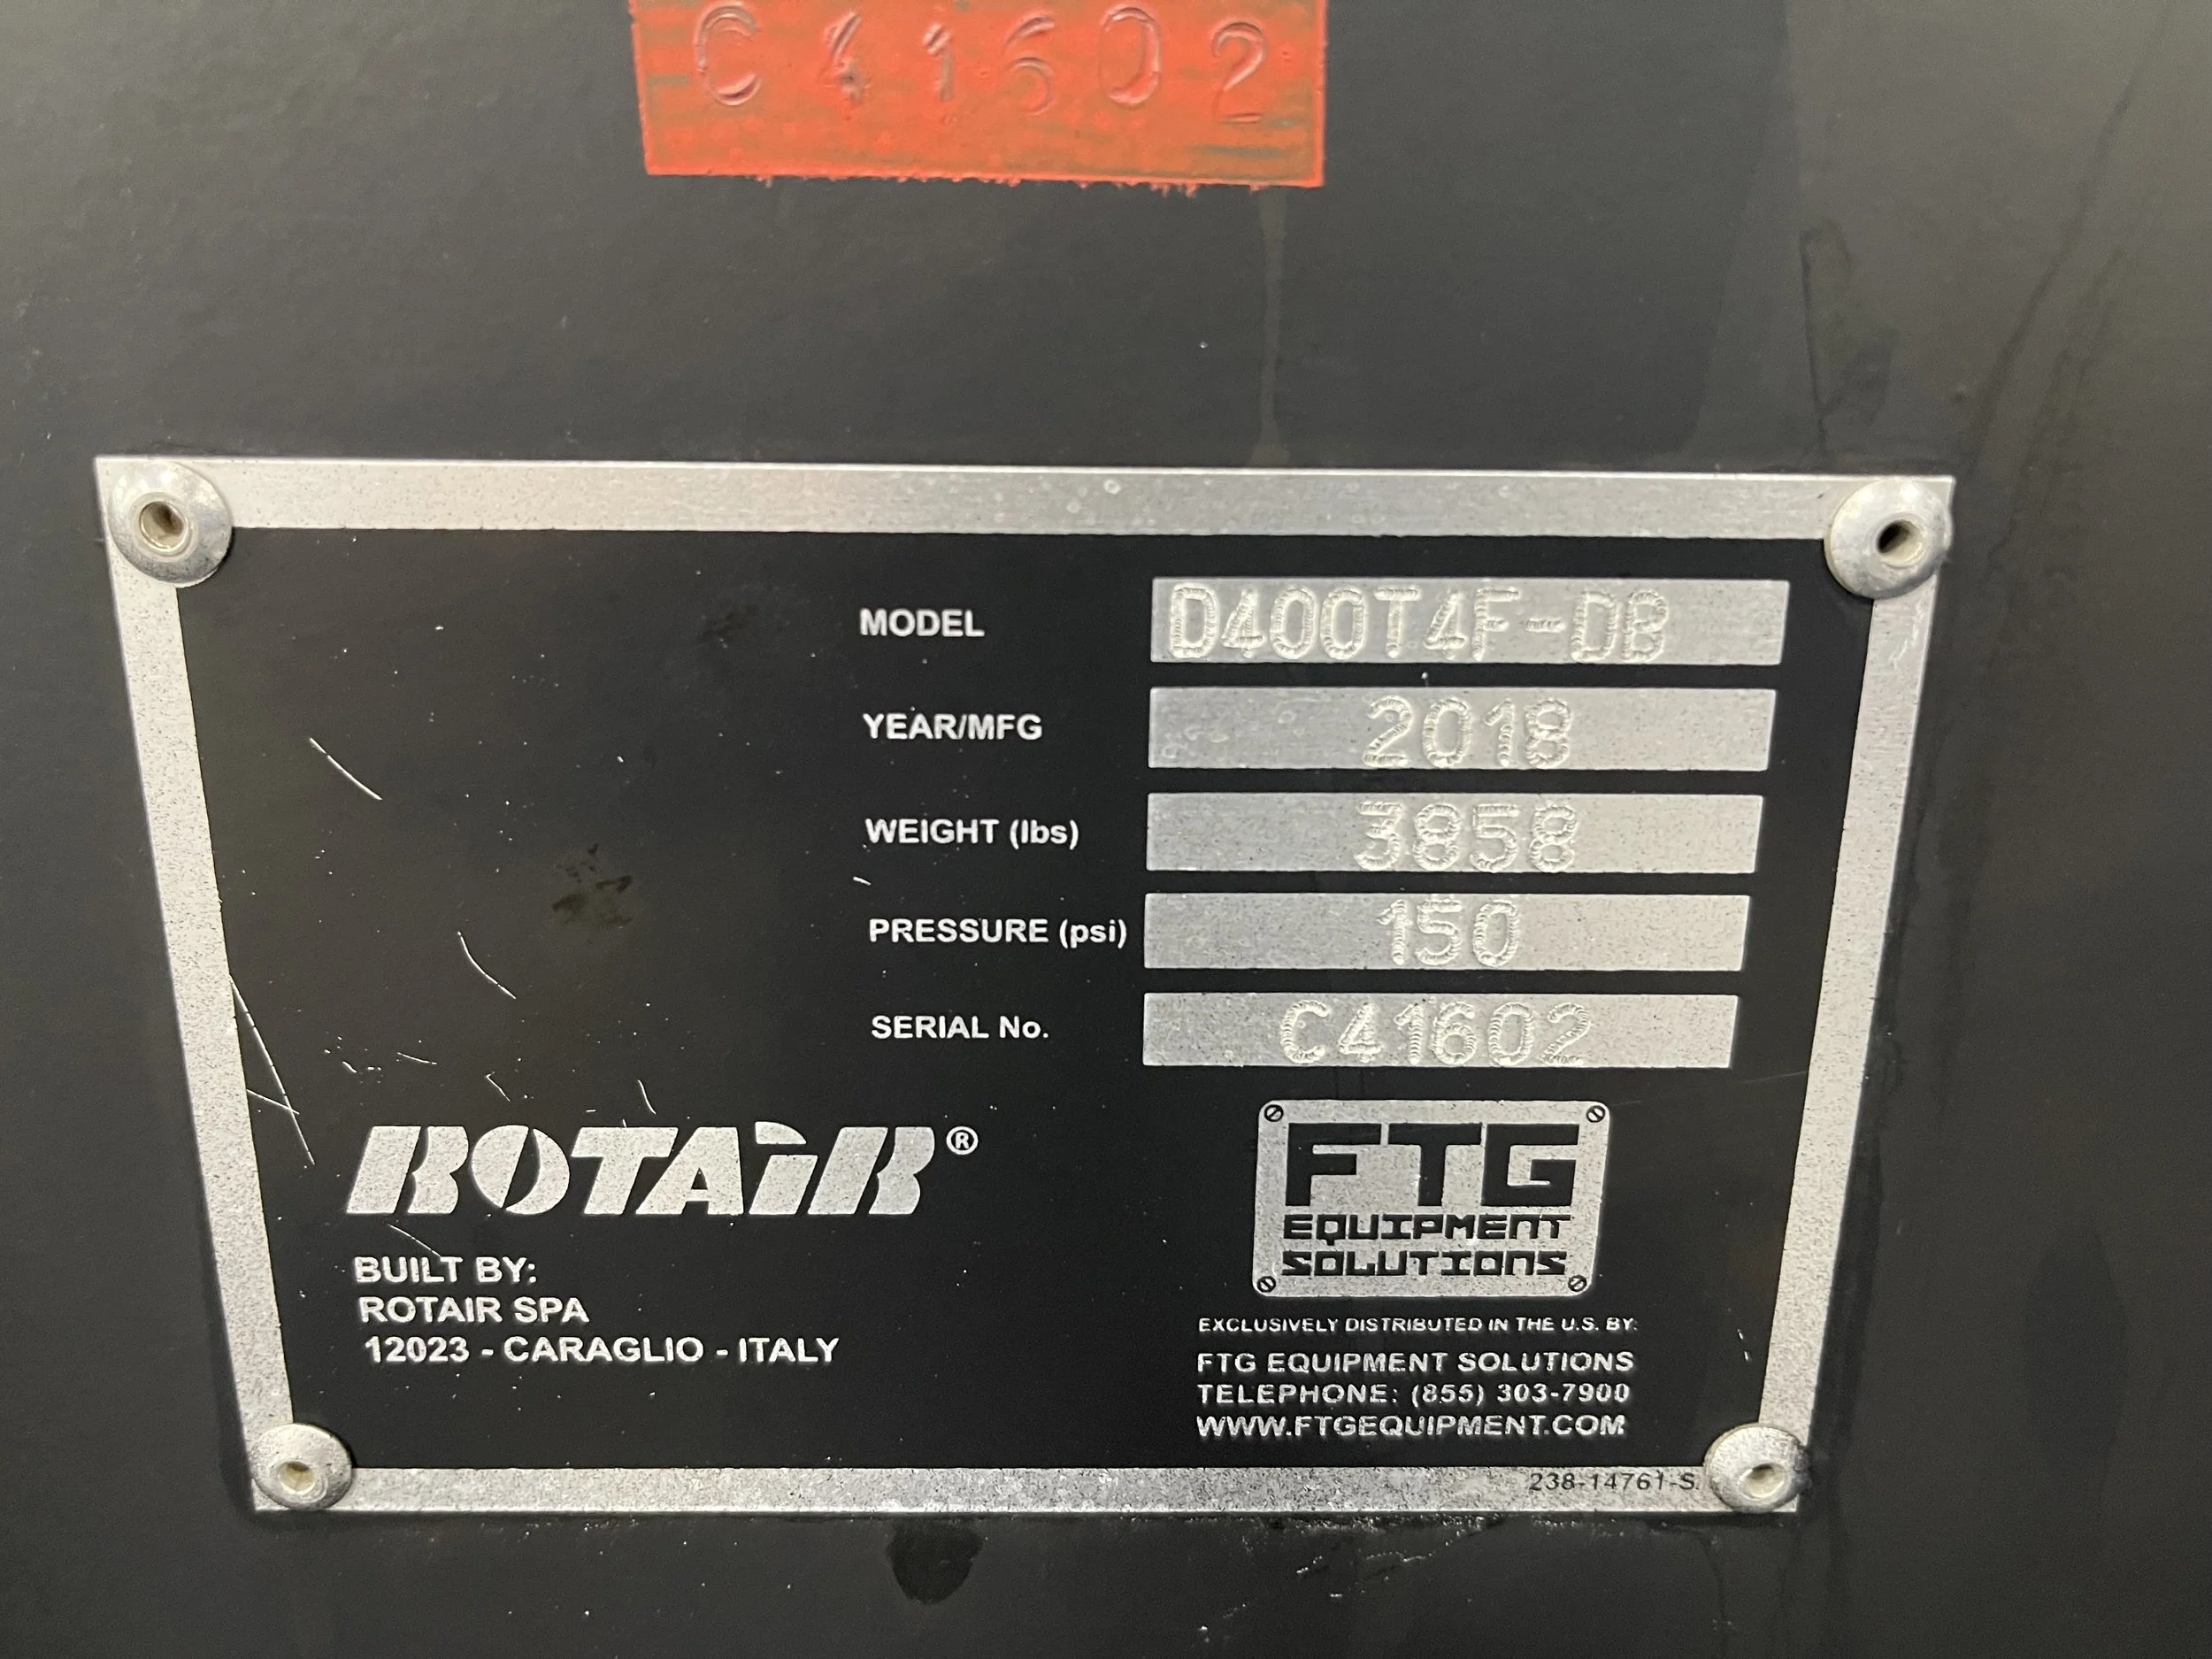 C41602
MODEL D400T4F-DB
YEAR/MFG 2018
WEIGHT (lbs) 3858
PRESSURE (psi) 150
SERIAL No. C41602
ROTAIR®
BUILT BY:
ROTAIR SPA
12023 - CARAGLIO - ITALY
FTG
EQUIPMENT
SOLUTIONS
EXCLUSIVELY DISTRIBUTED IN THE U.S. BY:
FTG EQUIPMENT SOLUTIONS
TELEPHONE: (855) 303-7900
WWW.FTGEQUIPMENT.COM
238-14761-S.